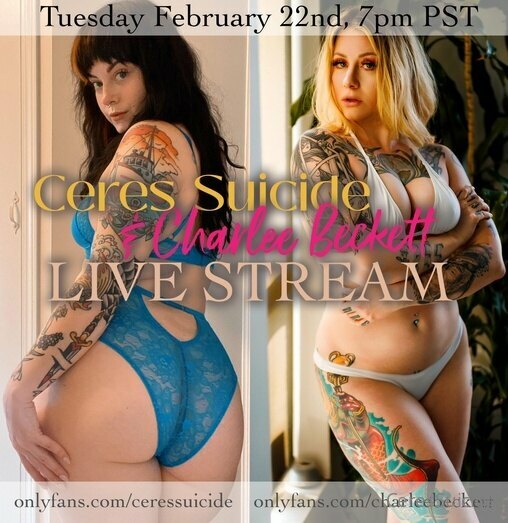 Tuesday February 22nd, 7pm PST
Ceres Suicide
& Charlee Beckett
LIVE STREAM
onlyfans.com/ceressuicide onlyfans.com/charleebeckett